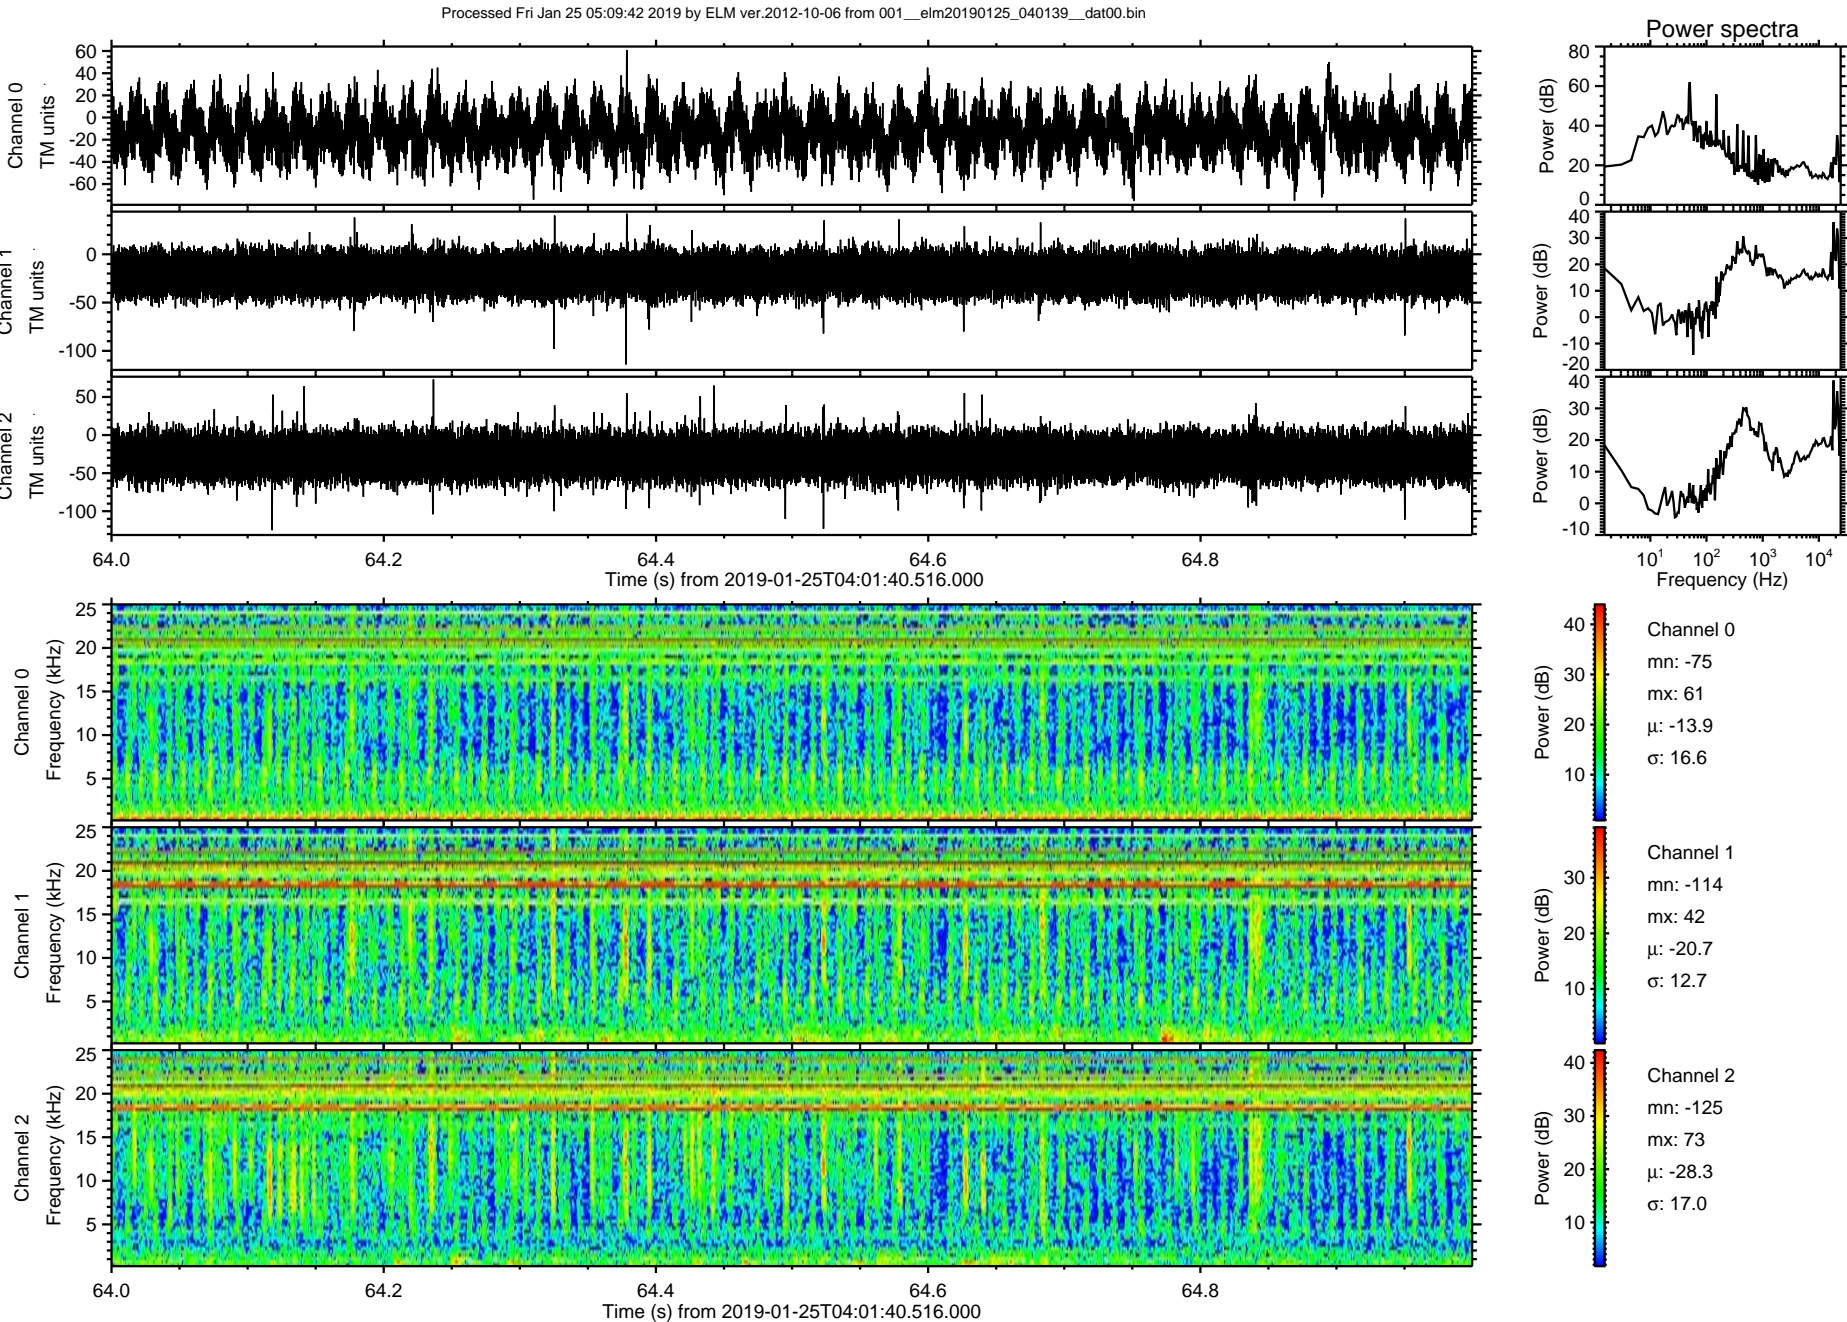 Processed Fri Jan 25 05:09:42 2019 by ELM ver.2012-10-06 from 001__elm20190125_040139__dat00.bin
Power spectra
Channel 0
TM units
60
40
20
0
-20
-40
-60
Power (dB)
80
60
40
20
0
Channel 1
TM units
0
-50
-100
Power (dB)
40
30
20
10
0
-10
-20
Channel 2
TM units
50
0
-50
-100
Power (dB)
40
30
20
10
0
-10
64.0 64.2 64.4 64.6 64.8
Time (s) from 2019-01-25T04:01:40.516.000
10^1 10^2 10^3 10^4
Frequency (Hz)
Channel 0
Frequency (kHz)
25
20
15
10
5
Power (dB)
40
30
20
10
Channel 0
mn: -75
mx: 61
μ: -13.9
σ: 16.6
Channel 1
Frequency (kHz)
25
20
15
10
5
Power (dB)
30
20
10
Channel 1
mn: -114
mx: 42
μ: -20.7
σ: 12.7
Channel 2
Frequency (kHz)
25
20
15
10
5
Power (dB)
40
30
20
10
Channel 2
mn: -125
mx: 73
μ: -28.3
σ: 17.0
64.0 64.2 64.4 64.6 64.8
Time (s) from 2019-01-25T04:01:40.516.000